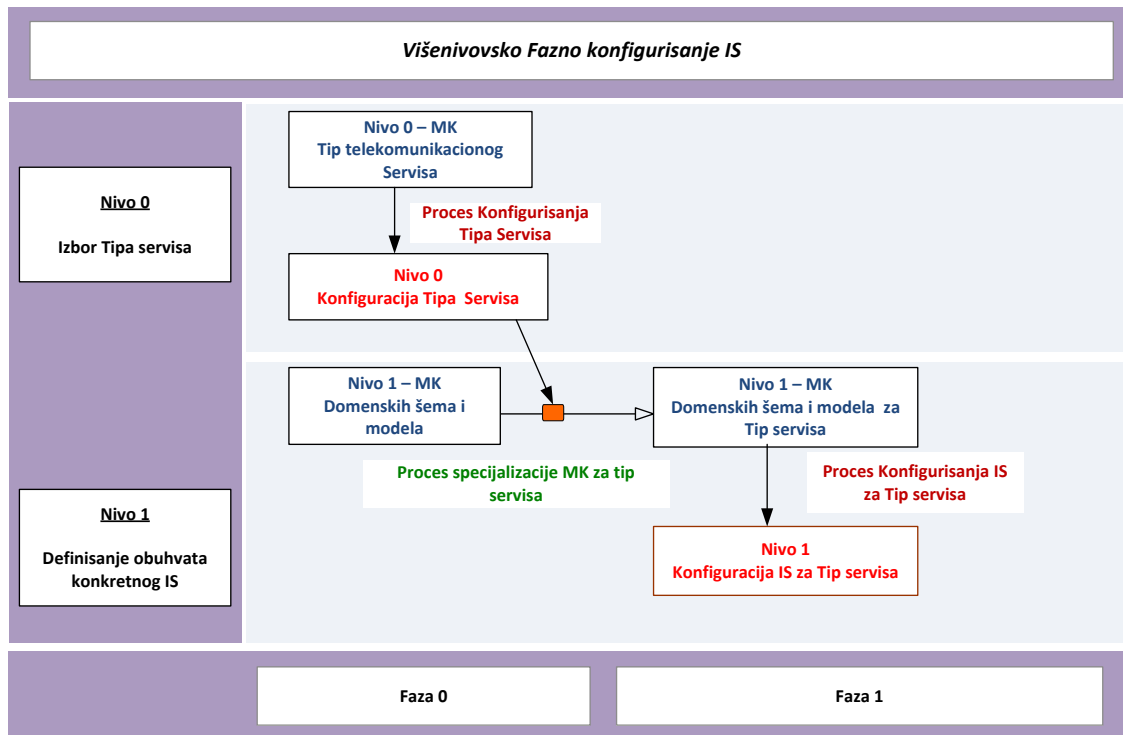 Višenivovsko Fazno konfigurisanje IS
Nivo 0
Izbor Tipa servisa
Nivo 0 – MK
Tip telekomunikacionog
Servisa
Proces Konfigurisanja
Tipa Servisa
Nivo 0
Konfiguracija Tipa Servisa
Nivo 1
Definisanje obuhvata
konkretnog IS
Nivo 1 – MK
Domenskih šema i
modela
Nivo 1 – MK
Domenskih šema i modela za
Tip servisa
Proces specijalizacije MK za tip
servisa
Proces Konfigurisanja IS
za Tip servisa
Nivo 1
Konfiguracija IS za Tip servisa
Faza 0
Faza 1